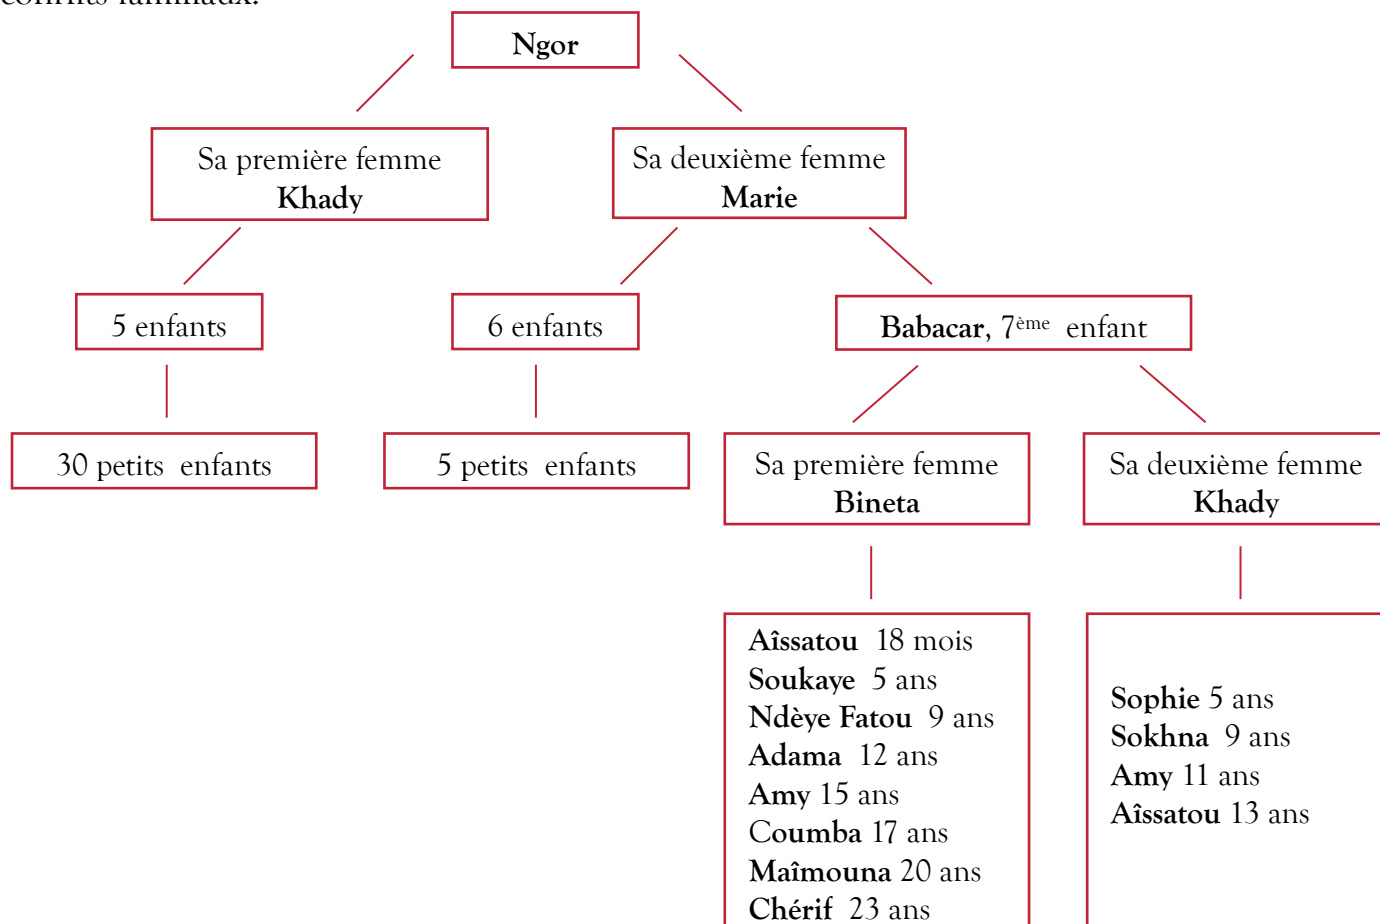 familiaux.
Ngor
Sa première femme
Khady
Sa deuxième femme
Marie
5 enfants
6 enfants
Babacar, 7ème enfant
30 petits enfants
5 petits enfants
Sa première femme
Bineta
Sa deuxième femme
Khady
Aîssatou 18 mois
Soukaye 5 ans
Ndèye Fatou 9 ans
Adama 12 ans
Amy 15 ans
Coumba 17 ans
Maîmouna 20 ans
Chérif 23 ans
Sophie 5 ans
Sokhna 9 ans
Amy 11 ans
Aîssatou 13 ans